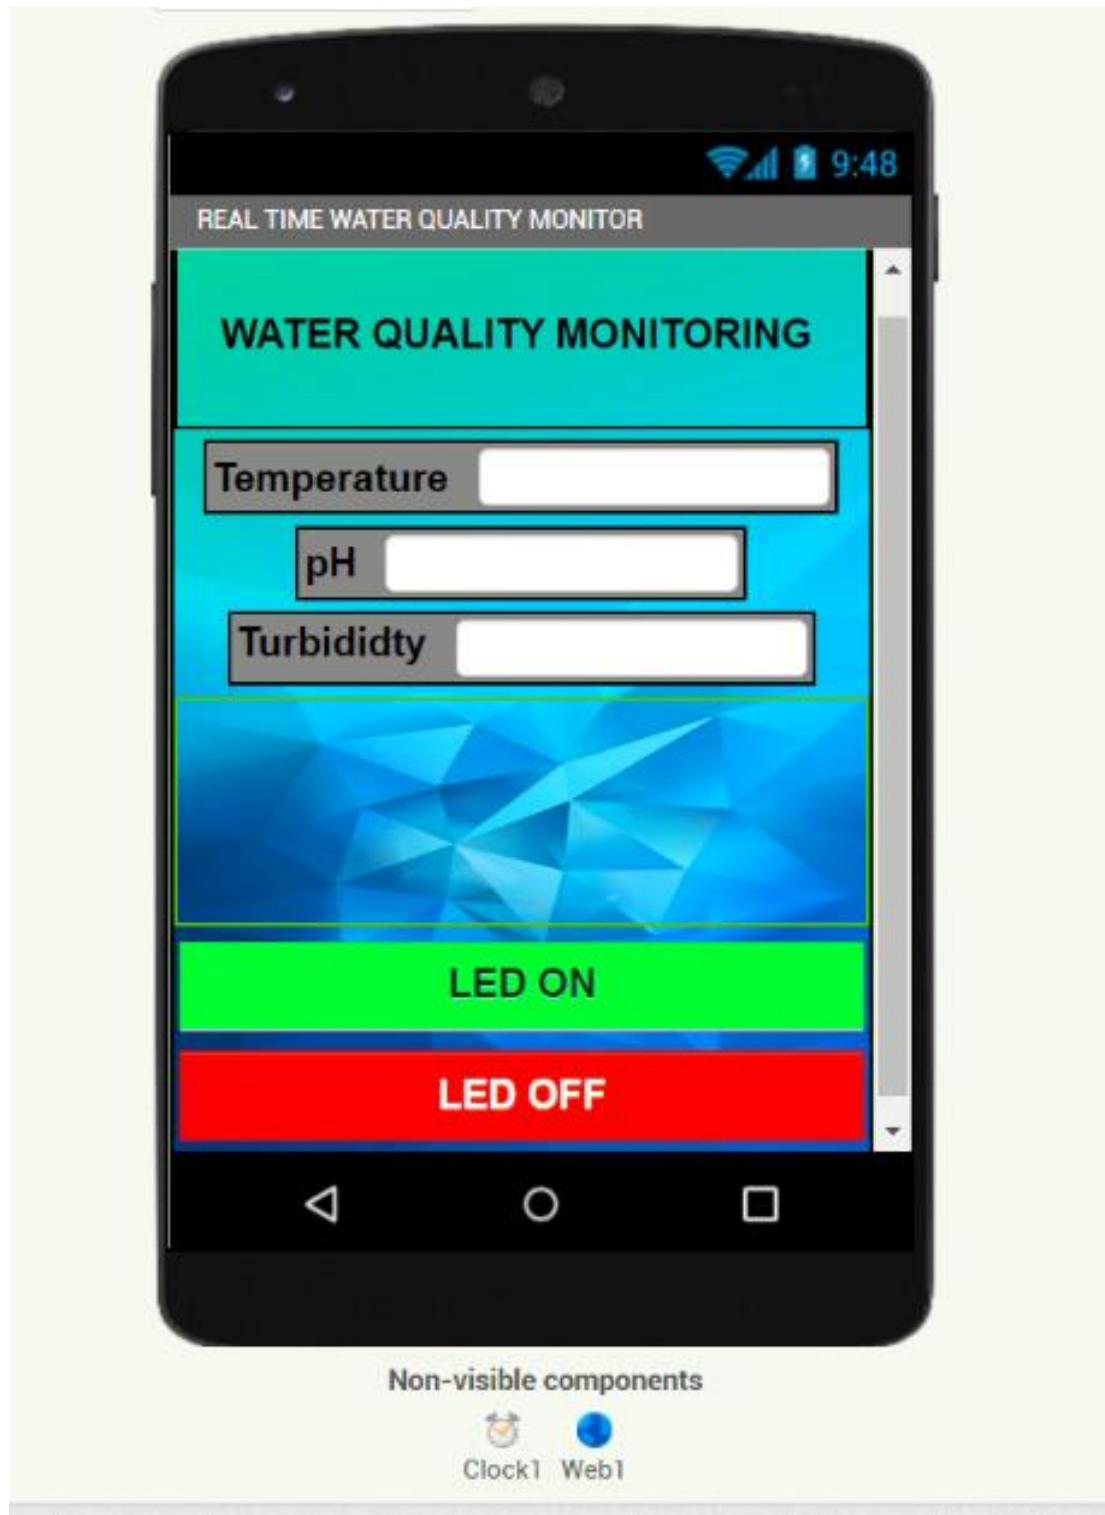 9:48
REAL TIME WATER QUALITY MONITOR
WATER QUALITY MONITORING
Temperature
pH
Turbididty
LED ON
LED OFF
Non-visible components
Clock1 Web1